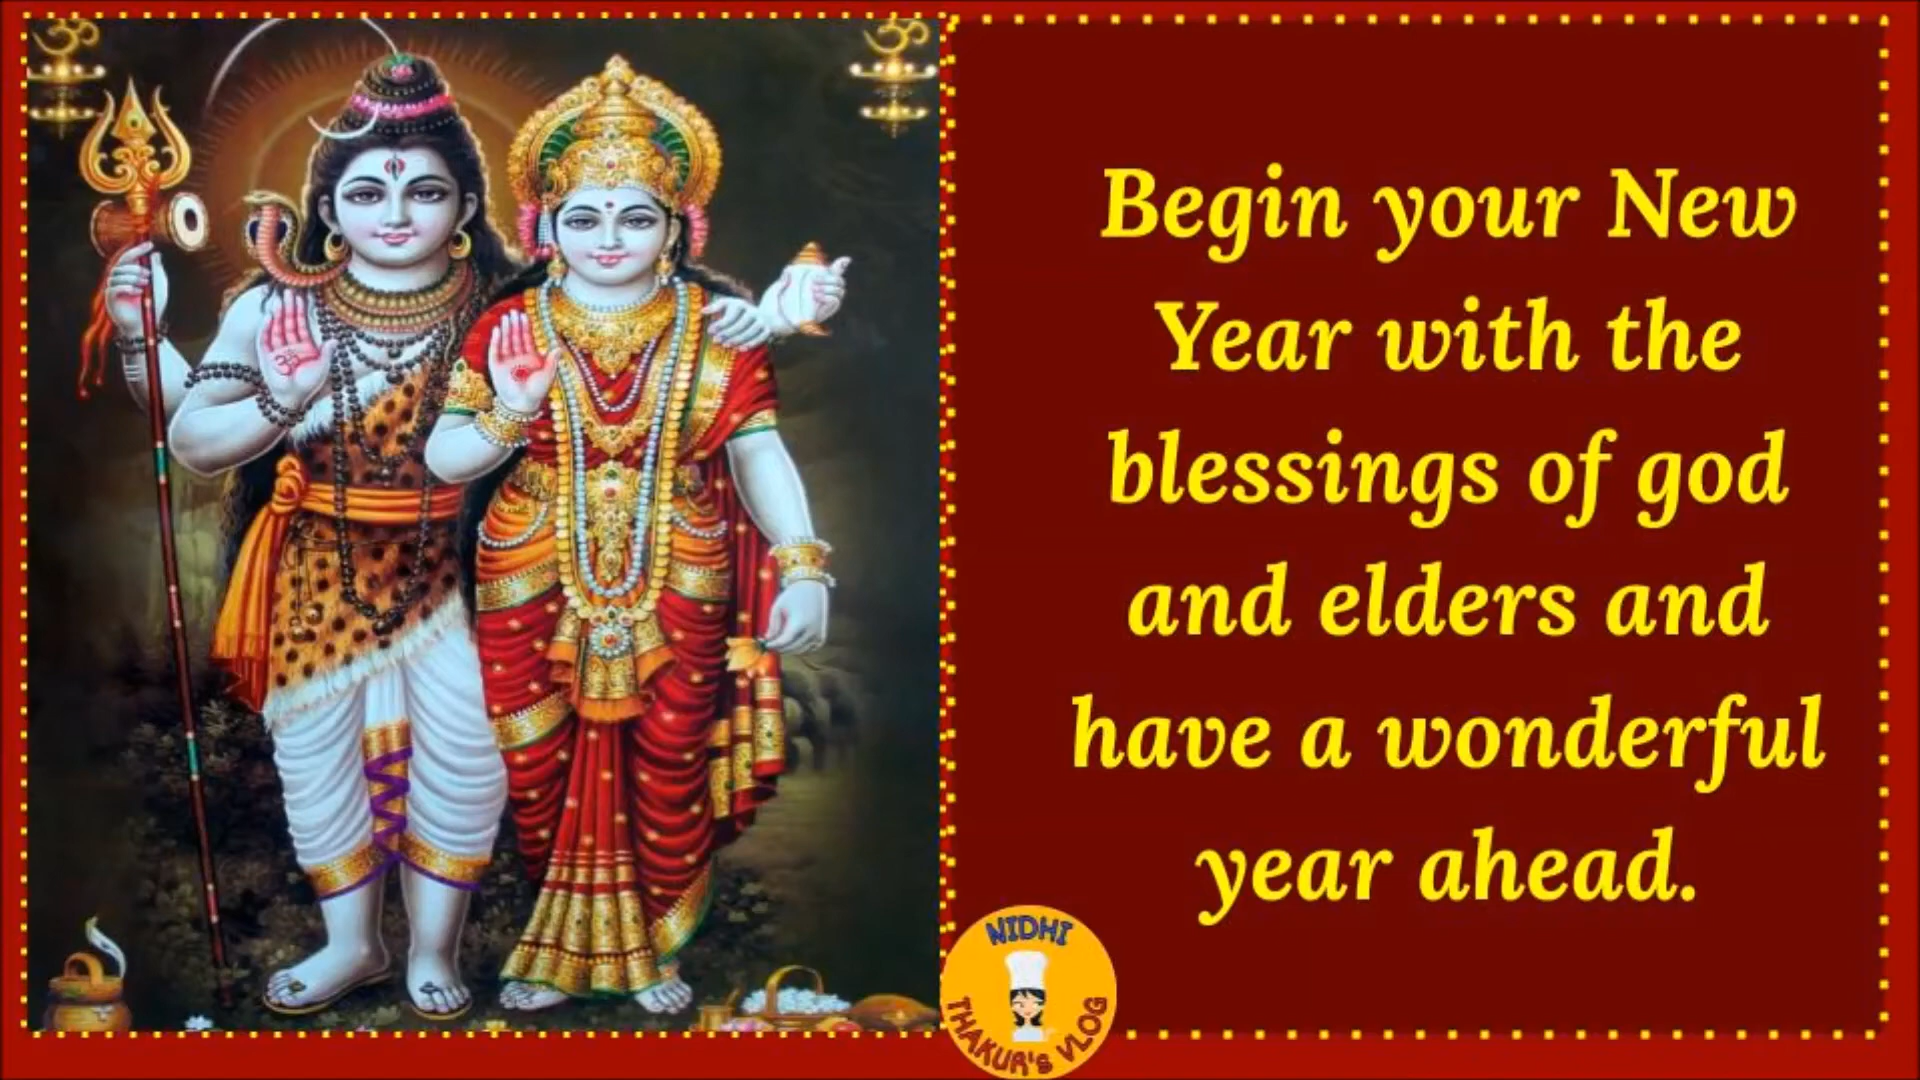 ॐ
ॐ
ॐ
Begin your New
Year with the
blessings of god
and elders and
have a wonderful
year ahead.
NIDHI
THAKUR'S VLOG